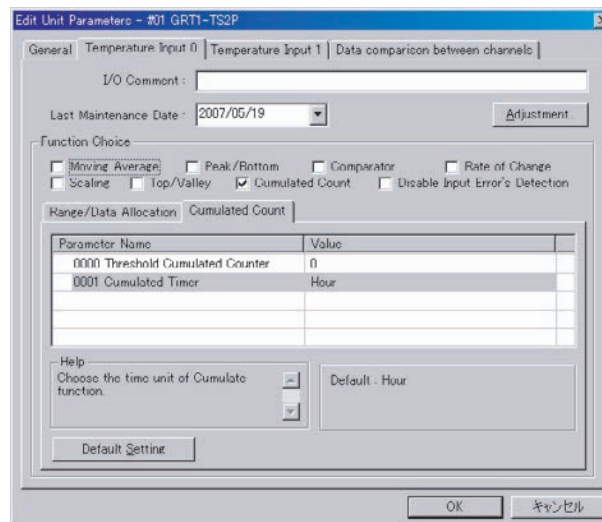 Edit Unit Parameters - #01 GRT1-TS2P
General Temperature Input 0 Temperature Input 1 Data comparison between channels
I/O Comment :
Last Maintenance Date : 2007/05/19 Adjustment...
Function Choice
Moving Average Peak/Bottom Comparator Rate of Change
Scaling Top/Valley Cumulated Count Disable Input Error's Detection
Range/Data Allocation Cumulated Count
Parameter Name Value
0000 Threshold Cumulated Counter 0
0001 Cumulated Timer Hour
Help
Choose the time unit of Cumulate
function.
Default : Hour
Default Setting
OK キャンセル